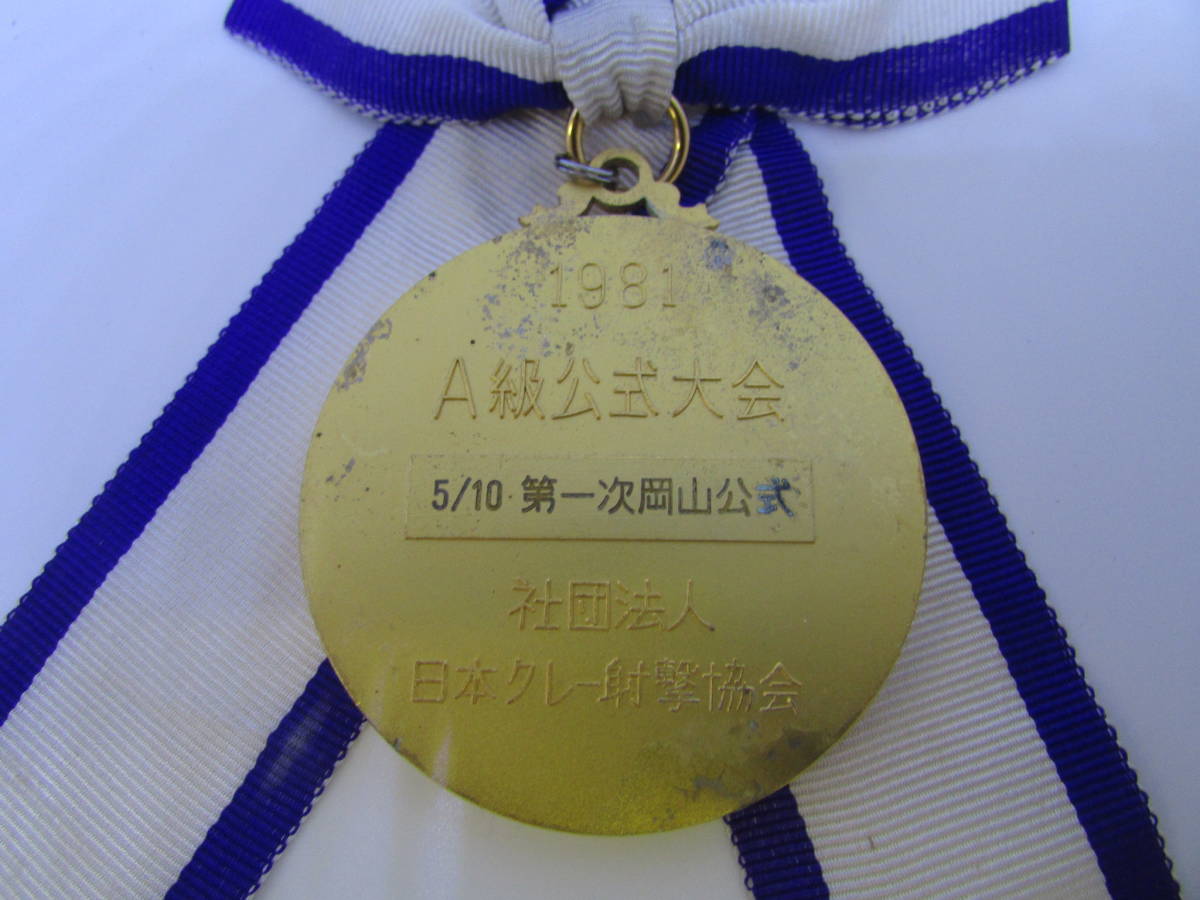 1981
A級公式大会
5/10 第一次岡山公式
社団法人
日本クレー射撃協会